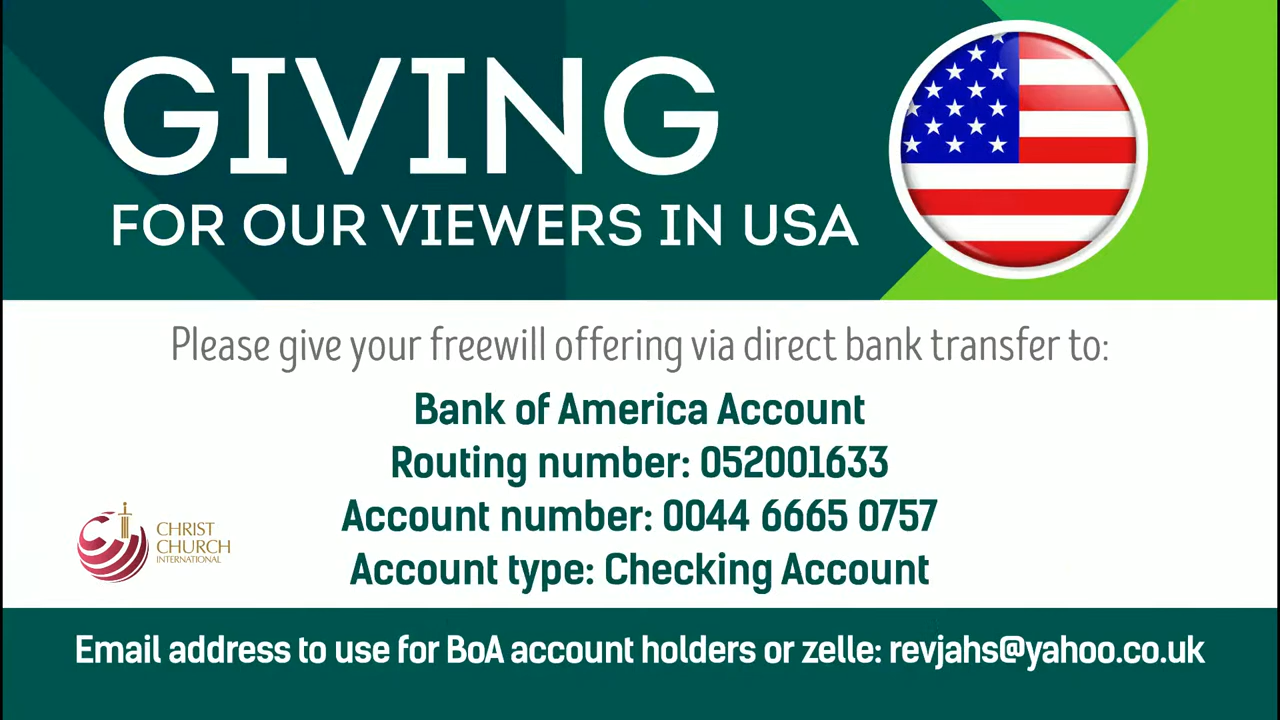 GIVING
FOR OUR VIEWERS IN USA
Please give your freewill offering via direct bank transfer to:
Bank of America Account
Routing number: 052001633
Account number: 0044 6665 0757
Account type: Checking Account
CHRIST
CHURCH
INTERNATIONAL
Email address to use for BoA account holders or zelle: revjahs@yahoo.co.uk